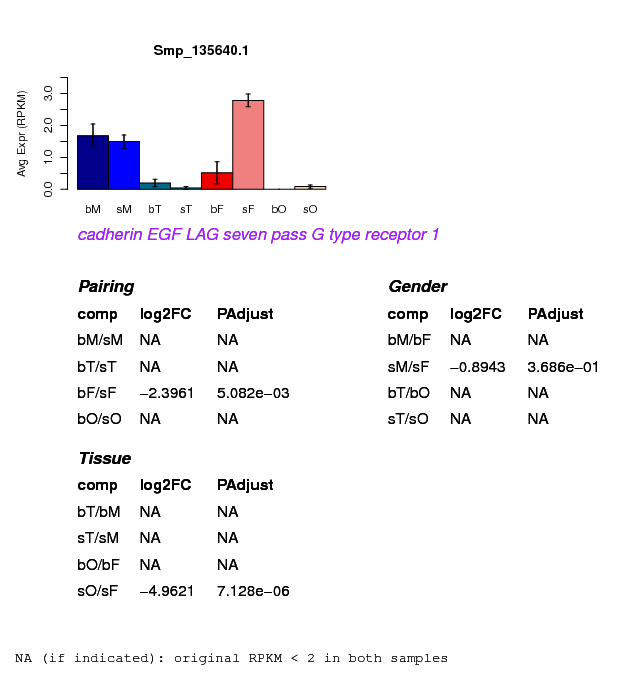 Smp_135640.1
Avg Expr (RPKM)
0.0 1.0 2.0 3.0
bM sM bT sT bF sF bO sO
cadherin EGF LAG seven pass G type receptor 1
Pairing
comp log2FC PAdjust
bM/sM NA NA
bT/sT NA NA
bF/sF −2.3961 5.082e−03
bO/sO NA NA
Gender
comp log2FC PAdjust
bM/bF NA NA
sM/sF −0.8943 3.686e−01
bT/bO NA NA
sT/sO NA NA
Tissue
comp log2FC PAdjust
bT/bM NA NA
sT/sM NA NA
bO/bF NA NA
sO/sF −4.9621 7.128e−06
NA (if indicated): original RPKM < 2 in both samples